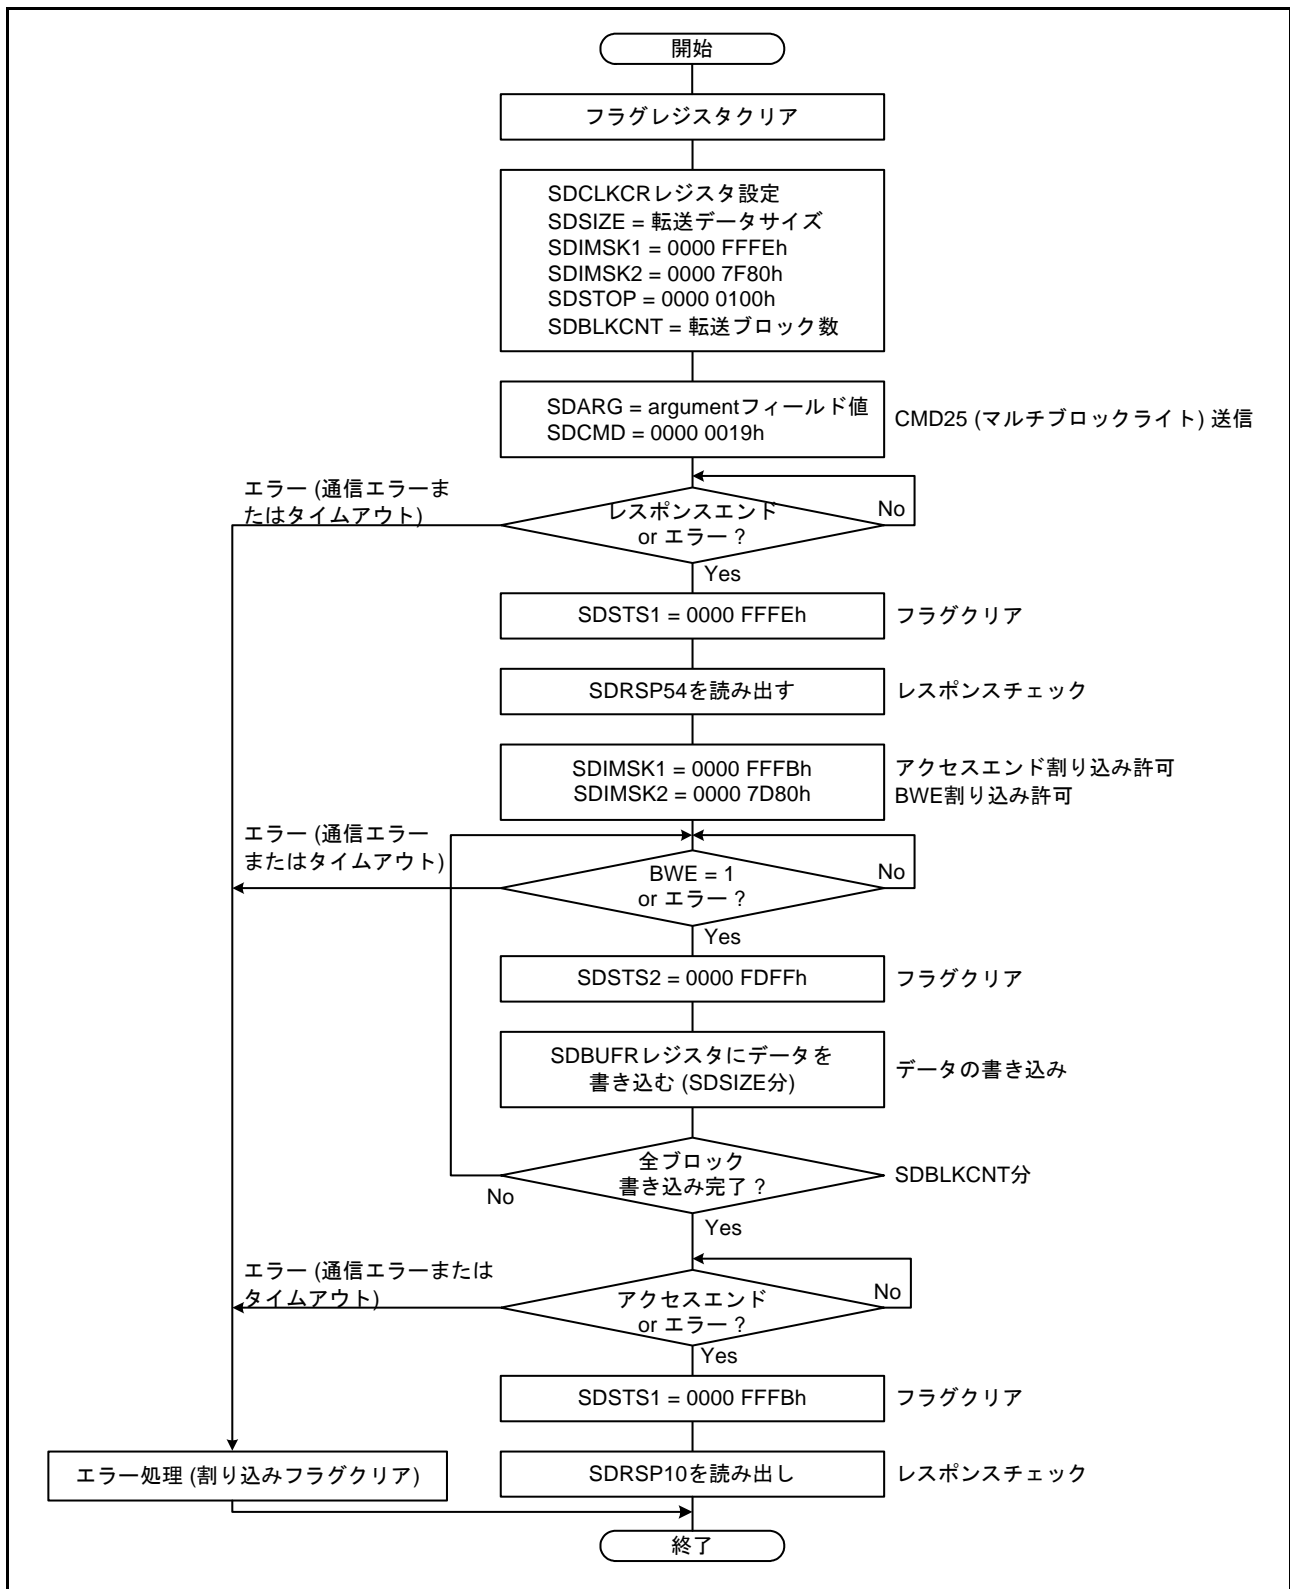 開始
フラグレジスタクリア
SDCLKCRレジスタ設定
SDSIZE = 転送データサイズ
SDIMSK1 = 0000 FFFEh
SDIMSK2 = 0000 7F80h
SDSTOP = 0000 0100h
SDBLKCNT = 転送ブロック数
SDARG = argumentフィールド値
SDCMD = 0000 0019h
CMD25 (マルチブロックライト) 送信
エラー (通信エラーま
たはタイムアウト)
レスポンスエンド
or エラー ?
No
Yes
SDSTS1 = 0000 FFFEh
フラグクリア
SDRSP54を読み出す
レスポンスチェック
SDIMSK1 = 0000 FFFBh
SDIMSK2 = 0000 7D80h
アクセスエンド割り込み許可
BWE割り込み許可
エラー (通信エラー
またはタイムアウト)
BWE = 1
or エラー ?
No
Yes
SDSTS2 = 0000 FDFFh
フラグクリア
SDBUFRレジスタにデータを
書き込む (SDSIZE分)
データの書き込み
全ブロック
書き込み完了 ?
SDBLKCNT分
No
Yes
エラー (通信エラーまたは
タイムアウト)
アクセスエンド
or エラー ?
No
Yes
SDSTS1 = 0000 FFFBh
フラグクリア
エラー処理 (割り込みフラグクリア)
SDRSP10を読み出し
レスポンスチェック
終了